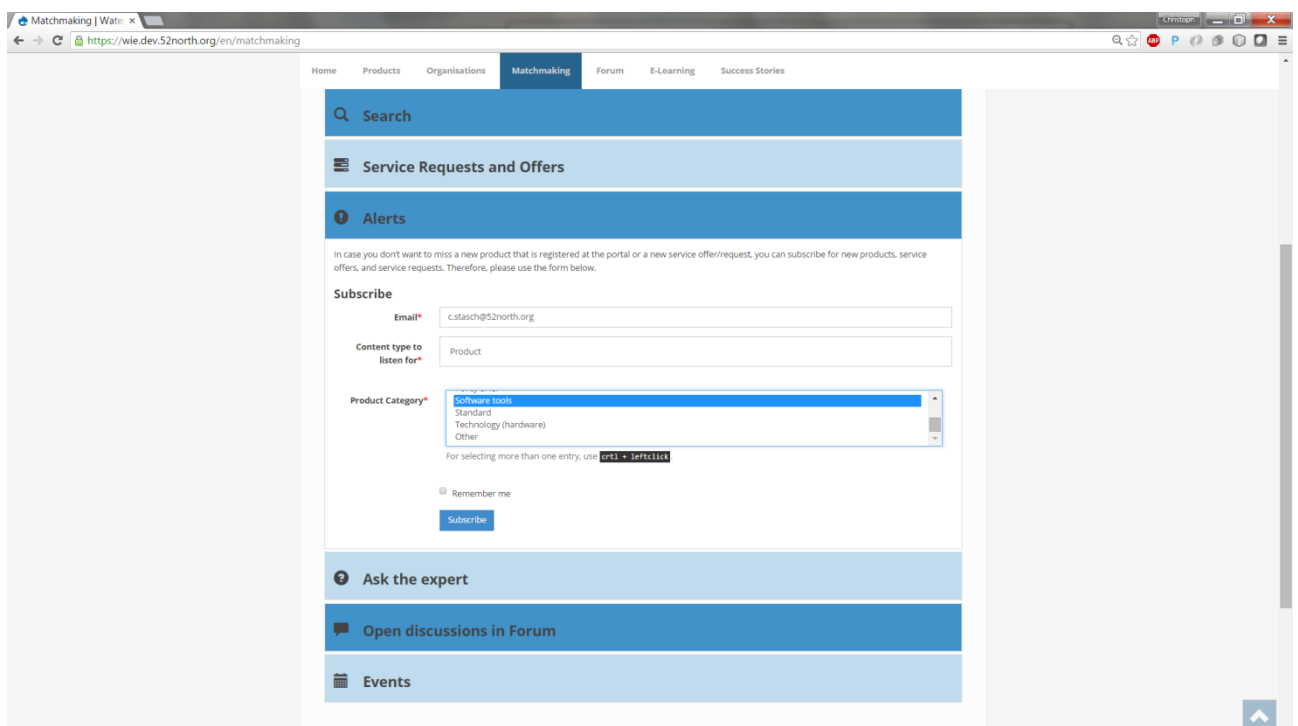 Matchmaking | Wate
Christoph
https://wie.dev.52north.org/en/matchmaking
ABP P
Home Products Organisations Matchmaking Forum E-Learning Success Stories
Search
Service Requests and Offers
Alerts
In case you don't want to miss a new product that is registered at the portal or a new service offer/request, you can subscribe for new products, service
offers, and service requests. Therefore, please use the form below.
Subscribe
Email* c.stasch@52north.org
Content type to
listen for*
Product
Product Category*
Software tools
Standard
Technology (hardware)
Other
For selecting more than one entry, use crtl + leftclick.
Remember me
Subscribe
Ask the expert
Open discussions in Forum
Events